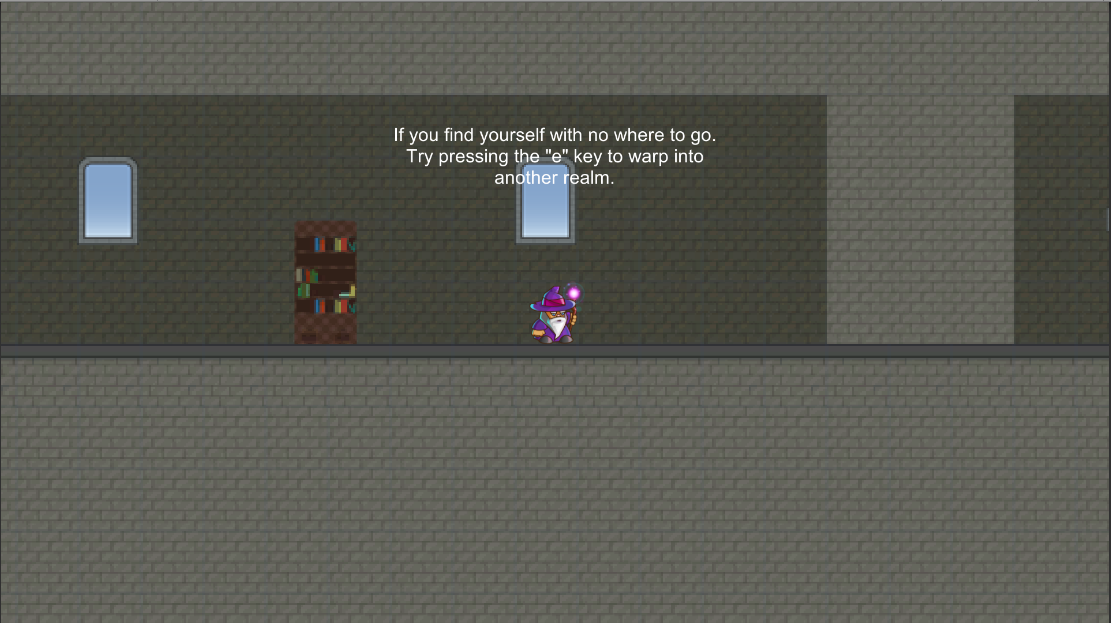 If you find yourself with no where to go.
Try pressing the "e" key to warp into
another realm.